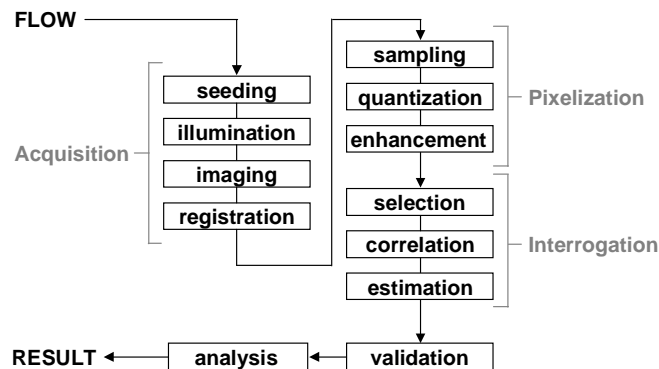 FLOW
Acquisition
seeding
illumination
imaging
registration
sampling
quantization
enhancement
Pixelization
selection
correlation
estimation
Interrogation
validation
analysis
RESULT